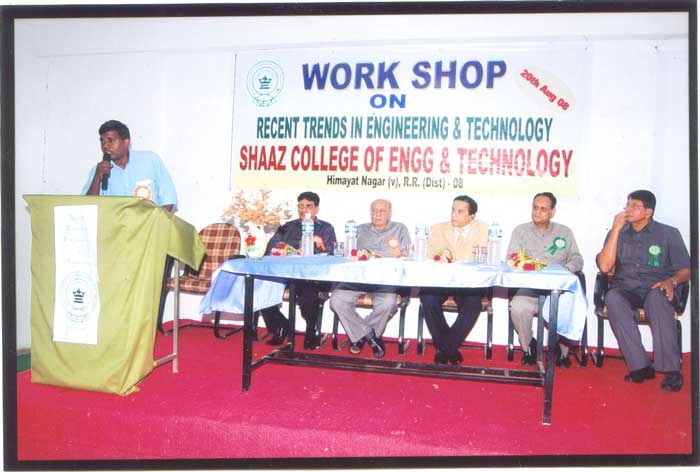 WORK SHOP
20th Aug 08
ON
RECENT TRENDS IN ENGINEERING & TECHNOLOGY
SHAAZ COLLEGE OF ENGG & TECHNOLOGY
Himayat Nagar (v), R.R. (Dist) - 08